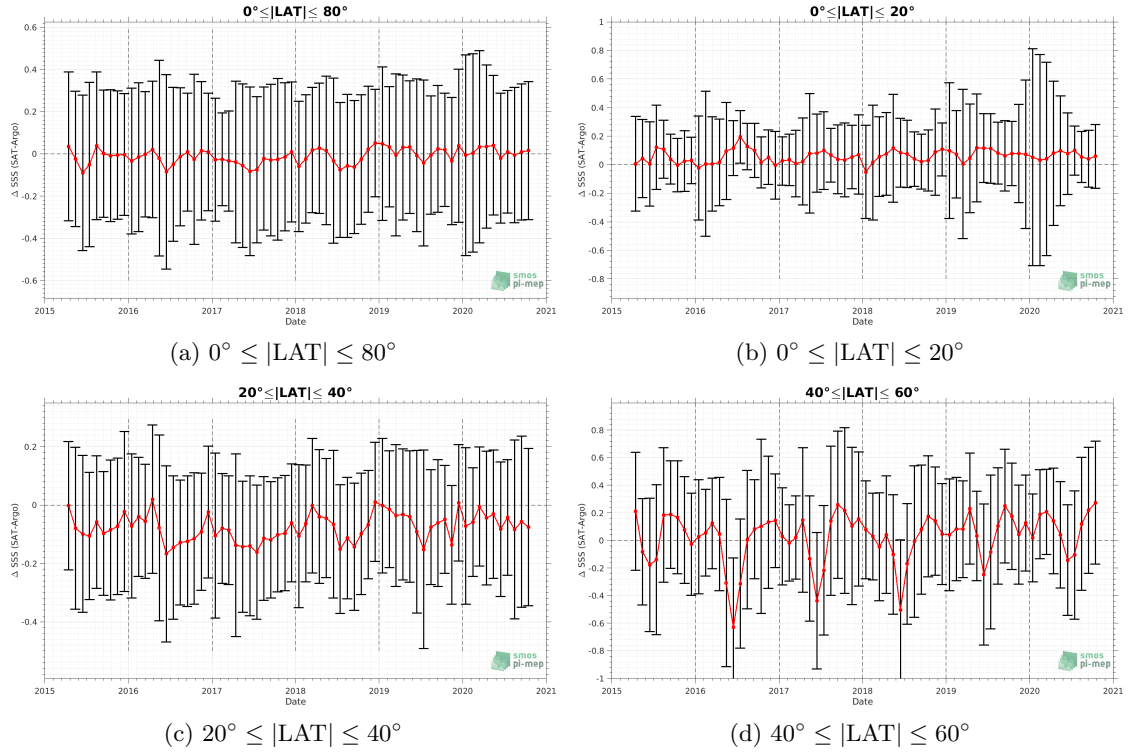 0°≤|LAT|≤ 80°
Δ SSS (SAT-Argo)
0.6
0.4
0.2
0
-0.2
-0.4
-0.6
2015 2016 2017 2018 2019 2020 2021
Date
smos
pi-mep
(a) 0° ≤ |LAT| ≤ 80°
0°≤|LAT|≤ 20°
Δ SSS (SAT-Argo)
1
0.8
0.6
0.4
0.2
0
-0.2
-0.4
-0.6
-0.8
2015 2016 2017 2018 2019 2020 2021
Date
smos
pi-mep
(b) 0° ≤ |LAT| ≤ 20°
20°≤|LAT|≤ 40°
Δ SSS (SAT-Argo)
0.2
0
-0.2
-0.4
2015 2016 2017 2018 2019 2020 2021
Date
smos
pi-mep
(c) 20° ≤ |LAT| ≤ 40°
40°≤|LAT|≤ 60°
Δ SSS (SAT-Argo)
0.8
0.6
0.4
0.2
0
-0.2
-0.4
-0.6
-0.8
-1
2015 2016 2017 2018 2019 2020 2021
Date
smos
pi-mep
(d) 40° ≤ |LAT| ≤ 60°